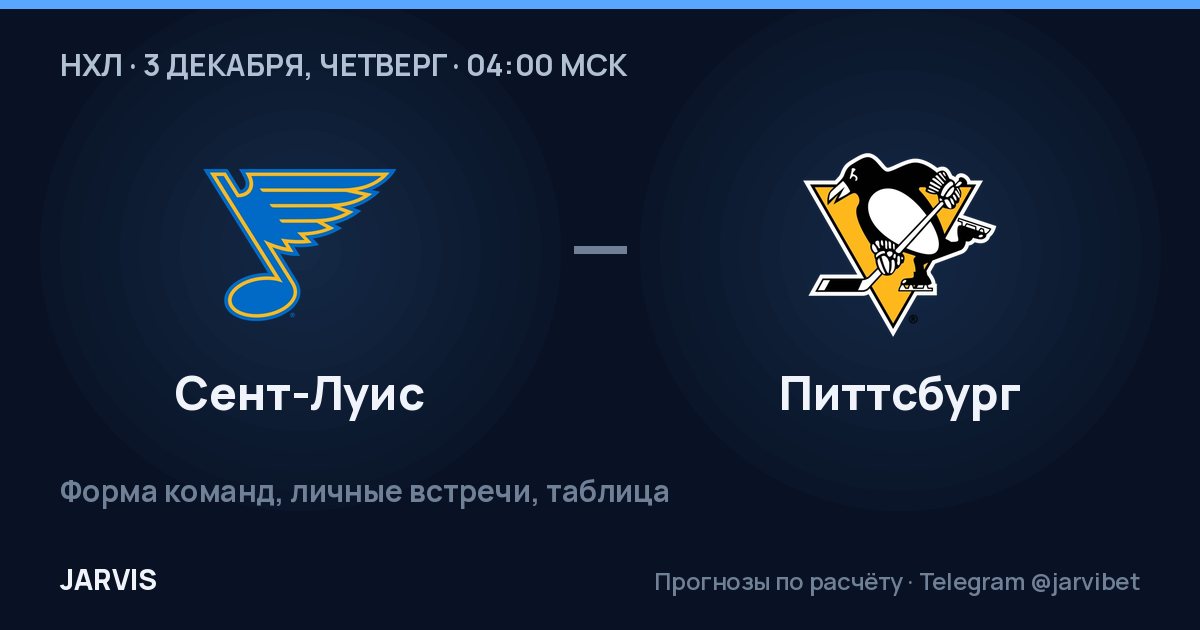 НХЛ · 3 ДЕКАБРЯ, ЧЕТВЕРГ · 04:00 МСК
—
Сент-Луис
Питтсбург
Форма команд, личные встречи, таблица
JARVIS
Прогнозы по расчёту · Telegram @jarvibet